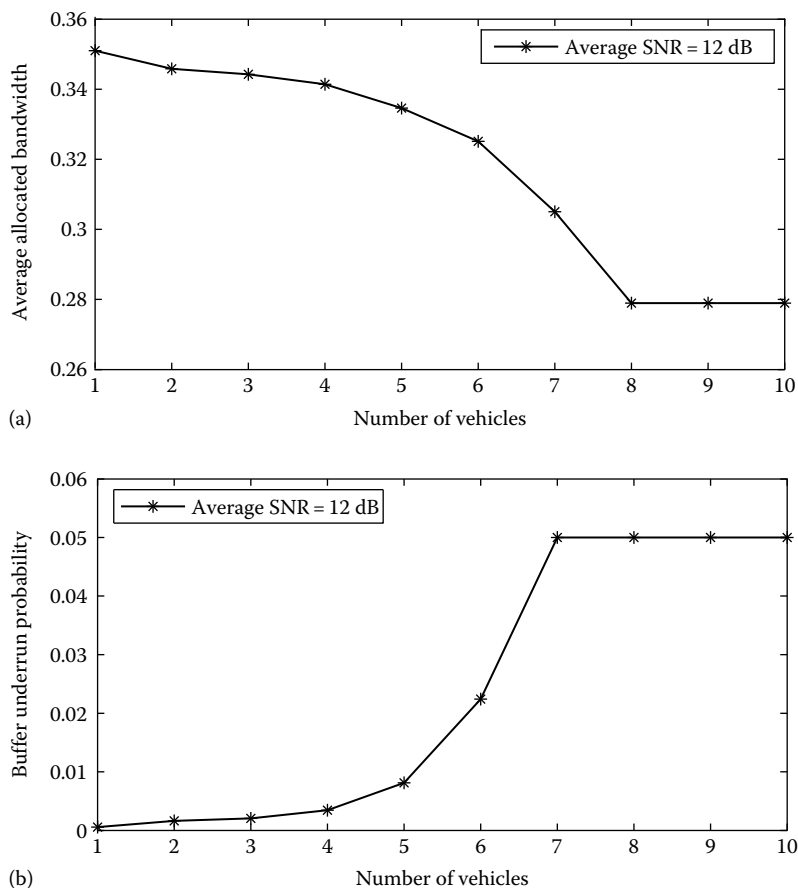 0.36
Average SNR = 12 dB
0.34
0.32
0.3
0.28
0.26
Average allocated bandwidth
1 2 3 4 5 6 7 8 9 10
(a)
Number of vehicles
0.06
Average SNR = 12 dB
0.05
0.04
0.03
0.02
0.01
0
Buffer underrun probability
1 2 3 4 5 6 7 8 9 10
(b)
Number of vehicles